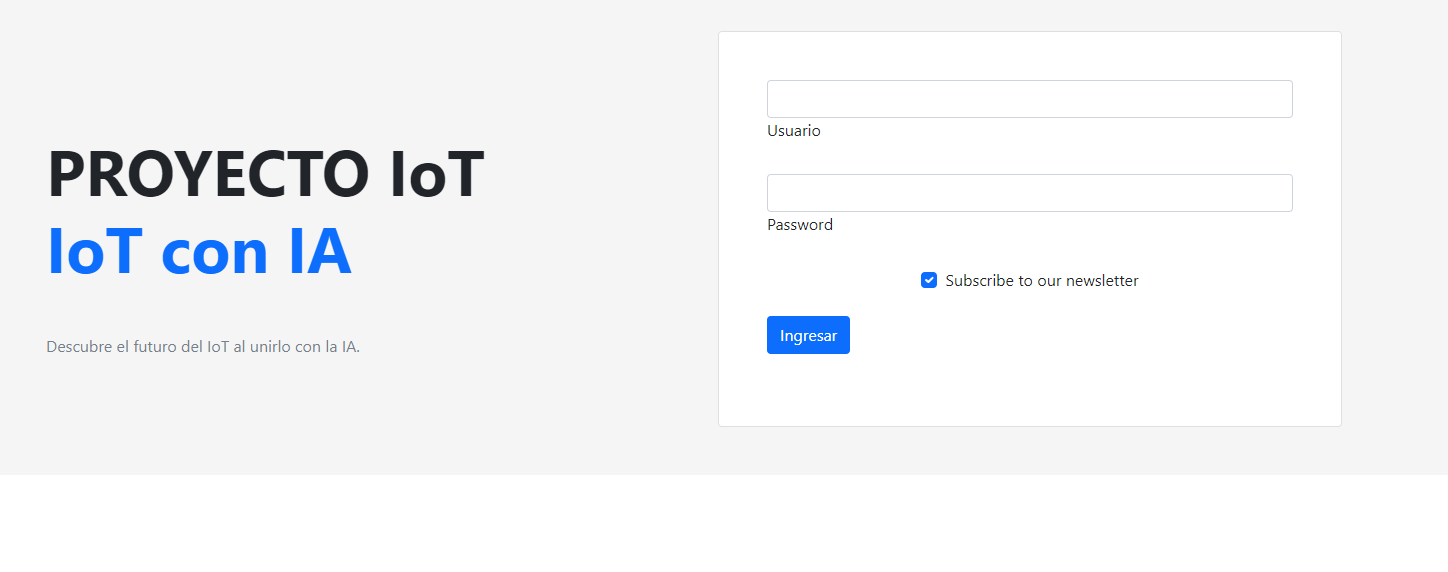 PROYECTO IoT
IoT con IA
Descubre el futuro del IoT al unirlo con la IA.
Usuario
Password
Subscribe to our newsletter
Ingresar